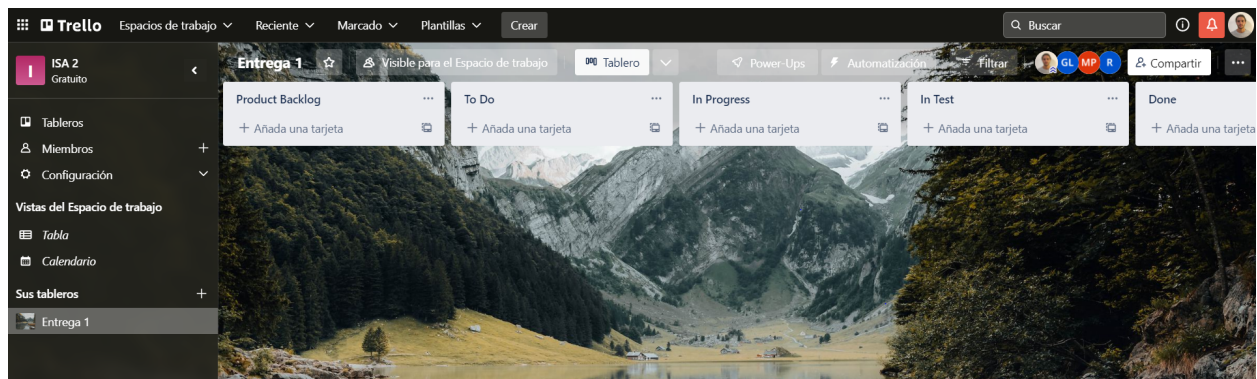 Trello Espacios de trabajo Reciente Marcado Plantillas Crear Buscar
I ISA 2
Gratuito
Entrega 1 Visible para el Espacio de trabajo Tablero Power-Ups Automatización Filtrar GL MP R Compartir
Product Backlog To Do In Progress In Test Done
+ Añada una tarjeta + Añada una tarjeta + Añada una tarjeta + Añada una tarjeta + Añada una tarjeta
Tableros
Miembros +
Configuración
Vistas del Espacio de trabajo
Tabla
Calendario
Sus tableros +
Entrega 1